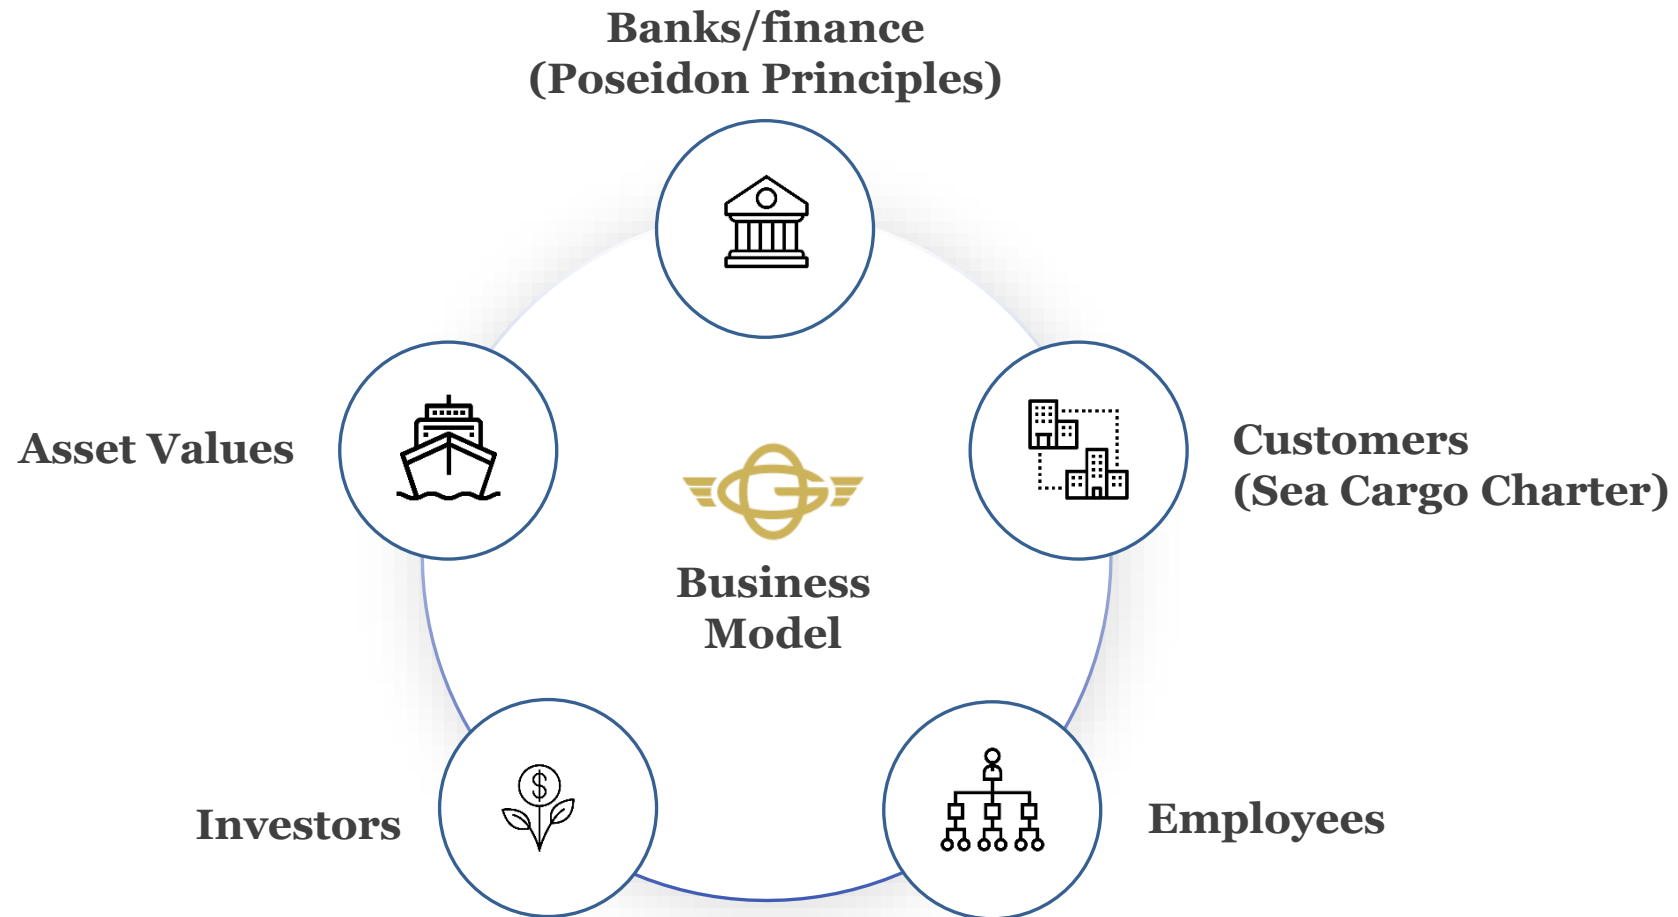 Banks/finance
(Poseidon Principles)
Asset Values
Customers
(Sea Cargo Charter)
Business
Model
Investors
Employees